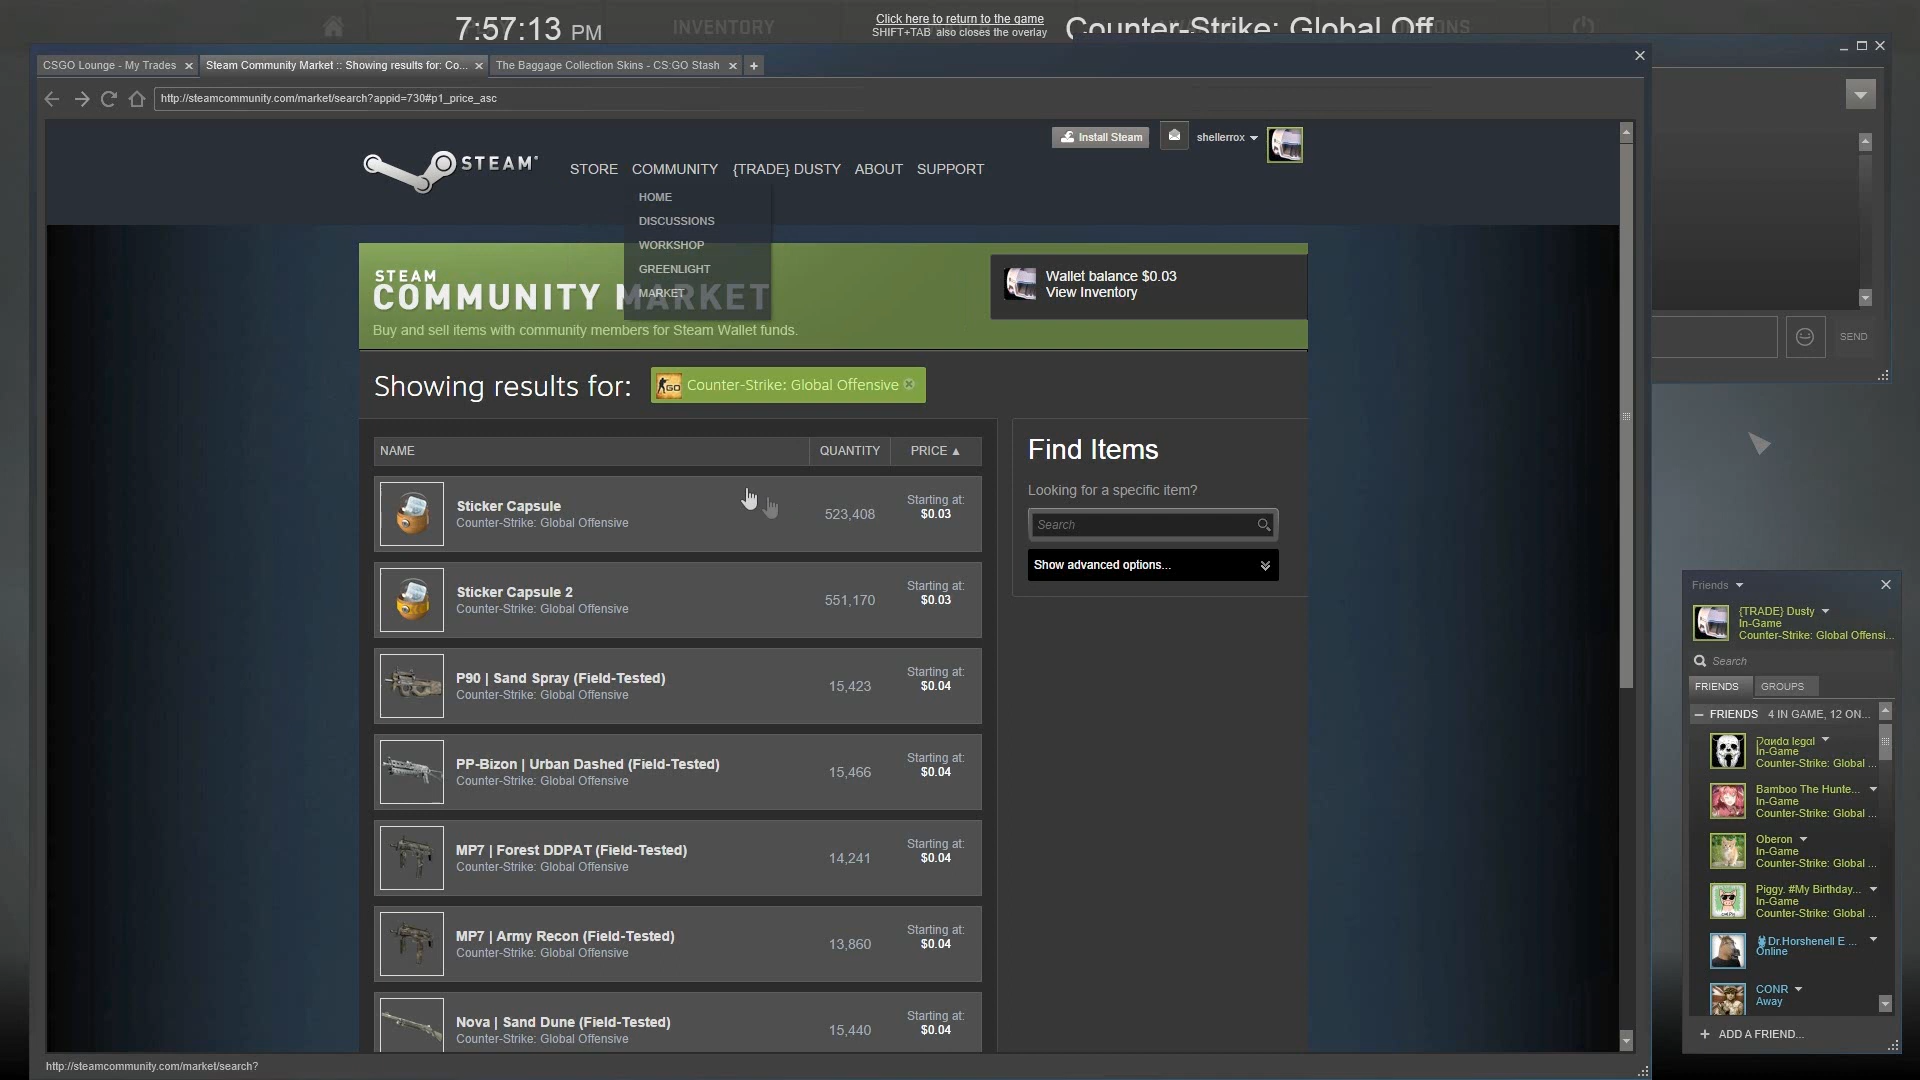 7:57:13 PM
INVENTORY
Click here to return to the game
SHIFT+TAB also closes the overlay
Counter-Strike: Global Off
CSGO Lounge - My Trades
Steam Community Market :: Showing results for: Co...
The Baggage Collection Skins - CS:GO Stash
http://steamcommunity.com/market/search?appid=730#p1_price_asc
Install Steam
shellerrox
STEAM
STORE COMMUNITY {TRADE} DUSTY ABOUT SUPPORT
HOME
DISCUSSIONS
WORKSHOP
GREENLIGHT
MARKET
STEAM
COMMUNITY MARKET
Buy and sell items with community members for Steam Wallet funds.
Wallet balance $0.03
View Inventory
SEND
Showing results for:
GO
Counter-Strike: Global Offensive
NAME QUANTITY PRICE ▲
Sticker Capsule
Counter-Strike: Global Offensive
523,408
Starting at:
$0.03
Sticker Capsule 2
Counter-Strike: Global Offensive
551,170
Starting at:
$0.03
P90 | Sand Spray (Field-Tested)
Counter-Strike: Global Offensive
15,423
Starting at:
$0.04
PP-Bizon | Urban Dashed (Field-Tested)
Counter-Strike: Global Offensive
15,466
Starting at:
$0.04
MP7 | Forest DDPAT (Field-Tested)
Counter-Strike: Global Offensive
14,241
Starting at:
$0.04
MP7 | Army Recon (Field-Tested)
Counter-Strike: Global Offensive
13,860
Starting at:
$0.04
Nova | Sand Dune (Field-Tested)
Counter-Strike: Global Offensive
15,440
Starting at:
$0.04
Find Items
Looking for a specific item?
Search
Show advanced options...
Friends
{TRADE} Dusty
In-Game
Counter-Strike: Global Offensi...
Search
FRIENDS GROUPS
FRIENDS 4 IN GAME, 12 ON...
legal
In-Game
Counter-Strike: Global ...
Bamboo The Hunte...
In-Game
Counter-Strike: Global ...
Oberon
In-Game
Counter-Strike: Global ...
Piggy. #My Birthday...
In-Game
Counter-Strike: Global ...
Dr.Horshenell E ...
Online
CONR
Away
+ ADD A FRIEND...
http://steamcommunity.com/market/search?